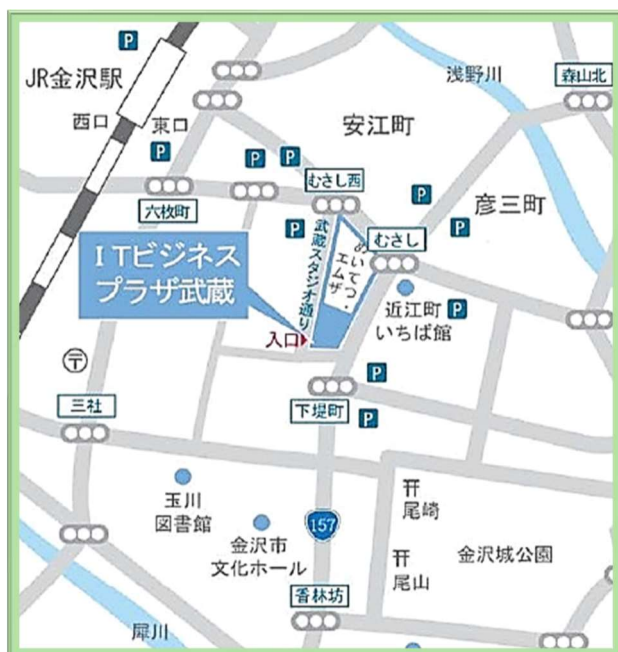 P
JR金沢駅
西口
東口
浅野川
森山北
安江町
P
P
P
むさし西
六枚町
P
彦三町
P
P
むさし
ITビジネス
プラザ武蔵
武蔵スタジオ通り
めいてつ・
エムザ
近江町
いちば館
P
入口
〒
三社
下堤町
P
P
玉川
図書館
157
金沢市
文化ホール
尾崎
尾山
金沢城公園
香林坊
犀川